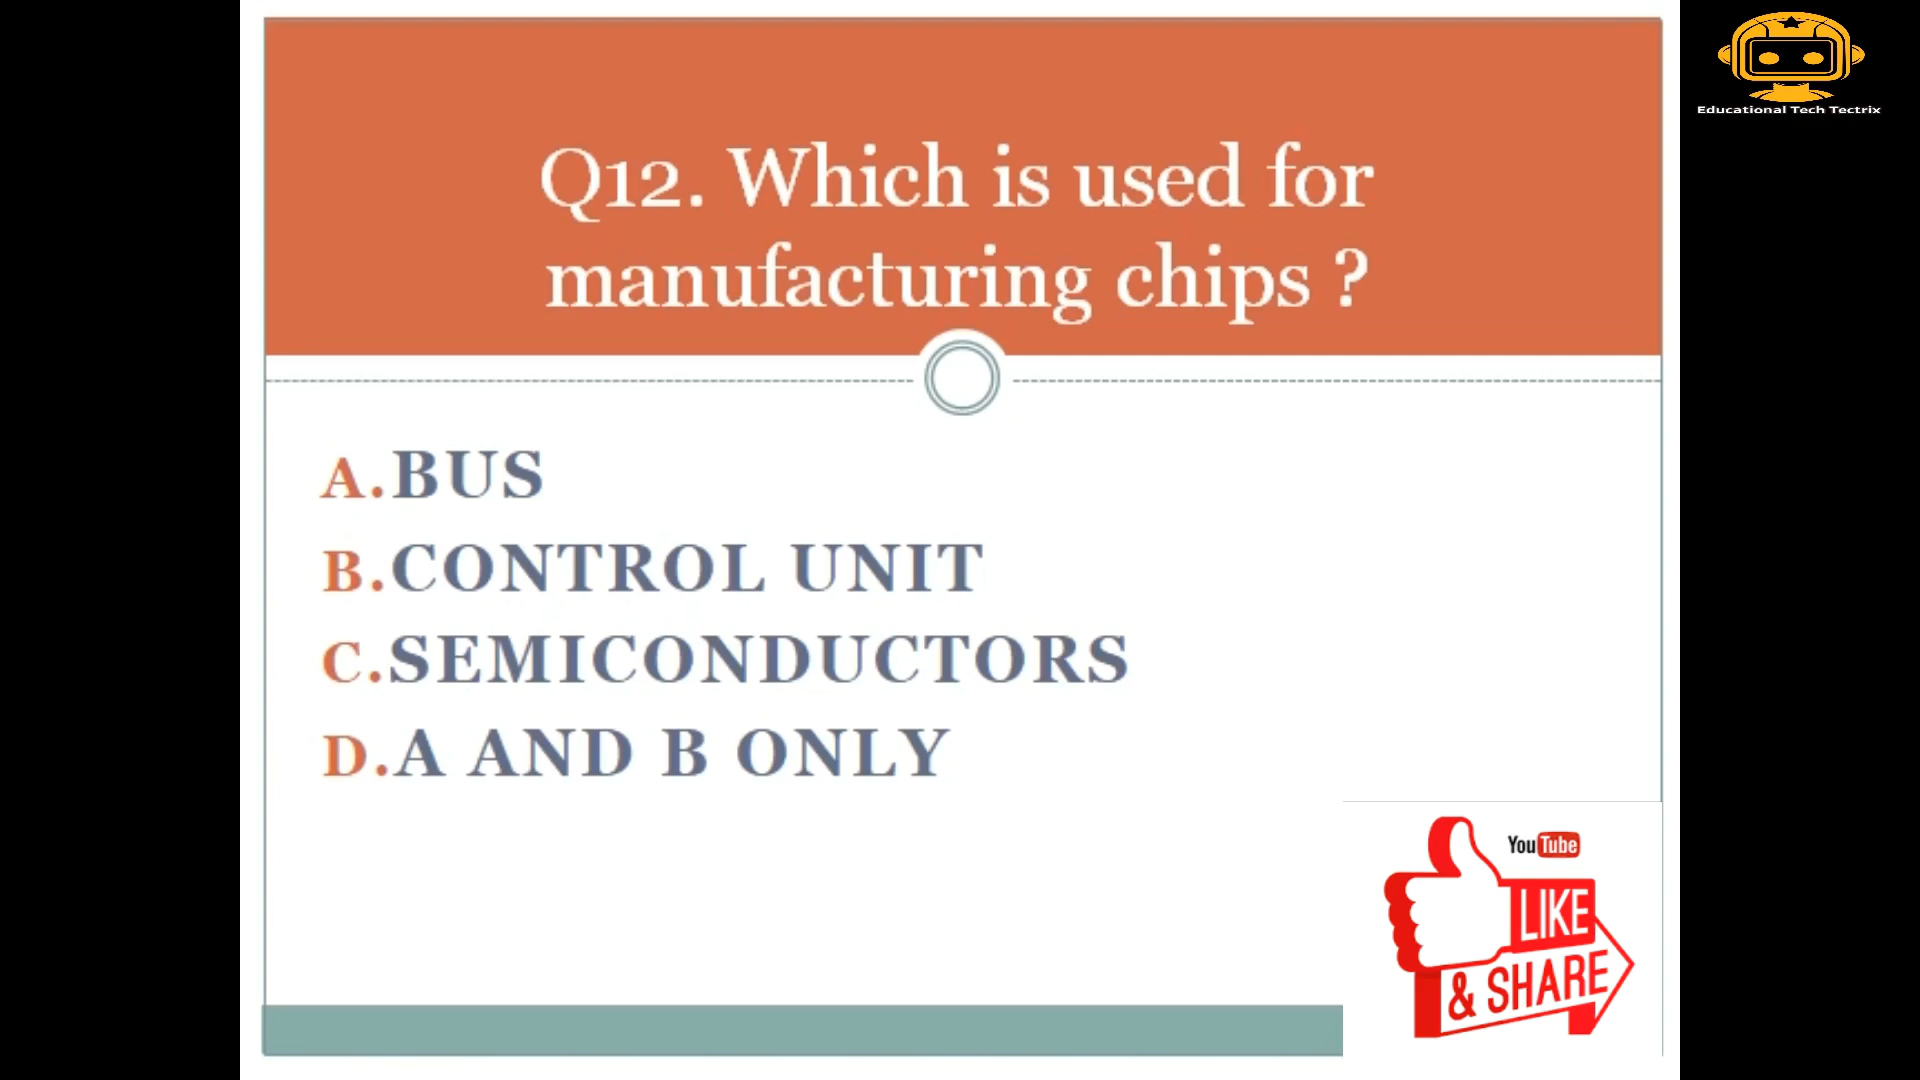 Educational Tech Tectrix
Q12. Which is used for
manufacturing chips ?
A.BUS
B.CONTROL UNIT
C.SEMICONDUCTORS
D.A AND B ONLY
YouTube
LIKE
& SHARE